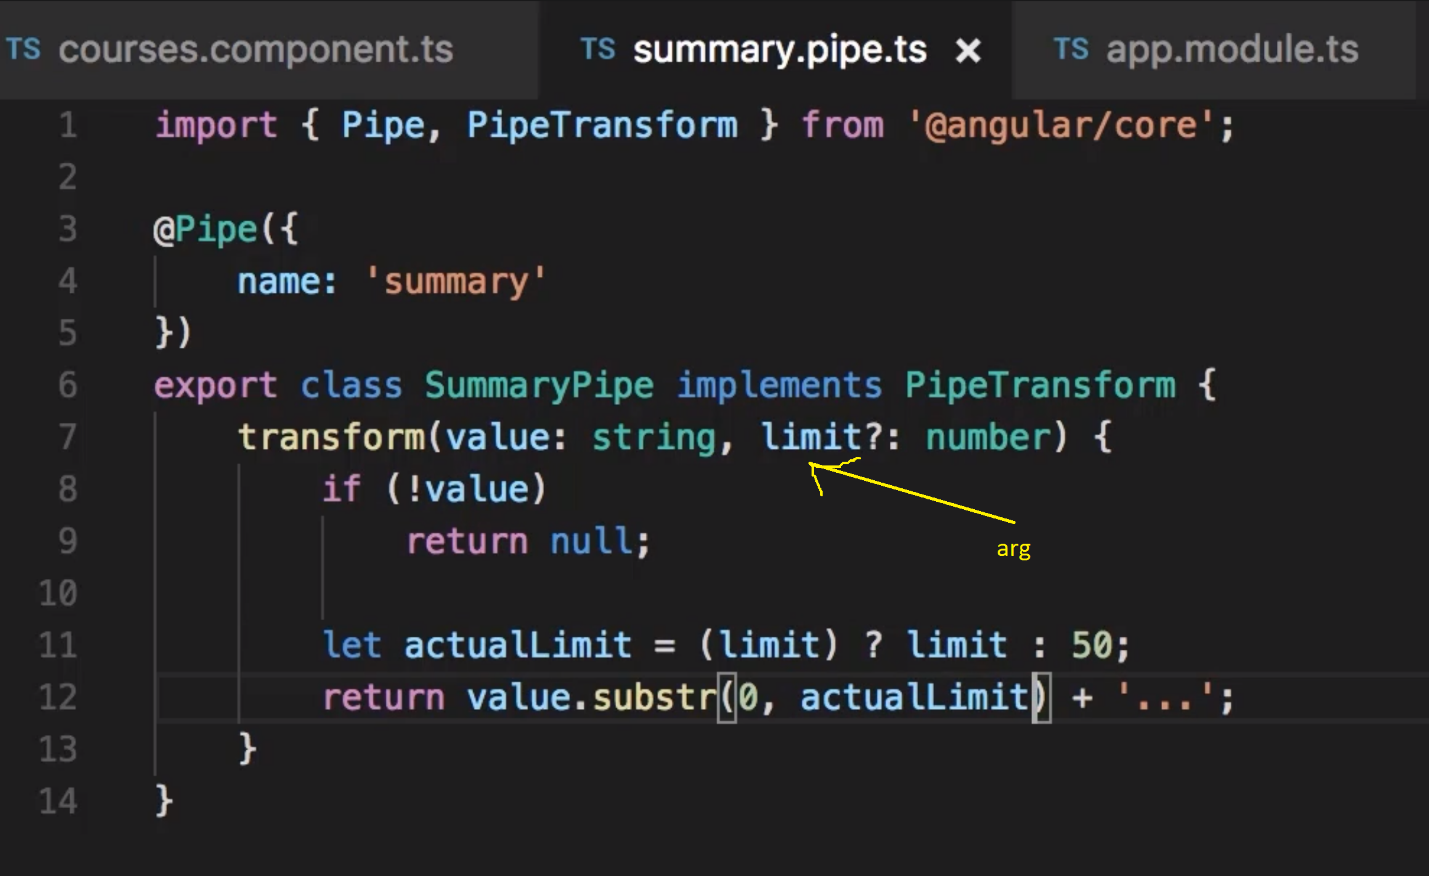 TS courses.component.ts TS summary.pipe.ts × TS app.module.ts
1 import { Pipe, PipeTransform } from '@angular/core';
2
3 @Pipe({
4 name: 'summary'
5 })
6 export class SummaryPipe implements PipeTransform {
7 transform(value: string, limit?: number) {
8 if (!value)
9 return null;
arg
10
11 let actualLimit = (limit) ? limit : 50;
12 return value.substr(0, actualLimit) + '...';
13 }
14 }